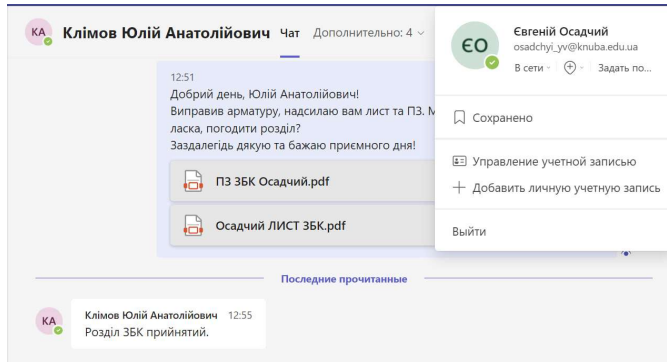 КА Клімов Юлій Анатолійович Чат Дополнительно: 4
12:51
Добрий день, Юлій Анатолійович!
Виправив арматуру, надсилаю вам лист та ПЗ. М
ласка, погодити розділ?
Заздалегідь дякую та бажаю приємного дня!
ПЗ ЗБК Осадчий.pdf
Осадчий ЛИСТ ЗБК.pdf
Последние прочитанные
КА Клімов Юлій Анатолійович 12:55
Розділ ЗБК прийнятий.
ЄО Євгеній Осадчий
osadchyi_yv@knuba.edu.ua
В сети Задать по...
Сохранено
Управление учетной записью
Добавить личную учетную запись
Выйти